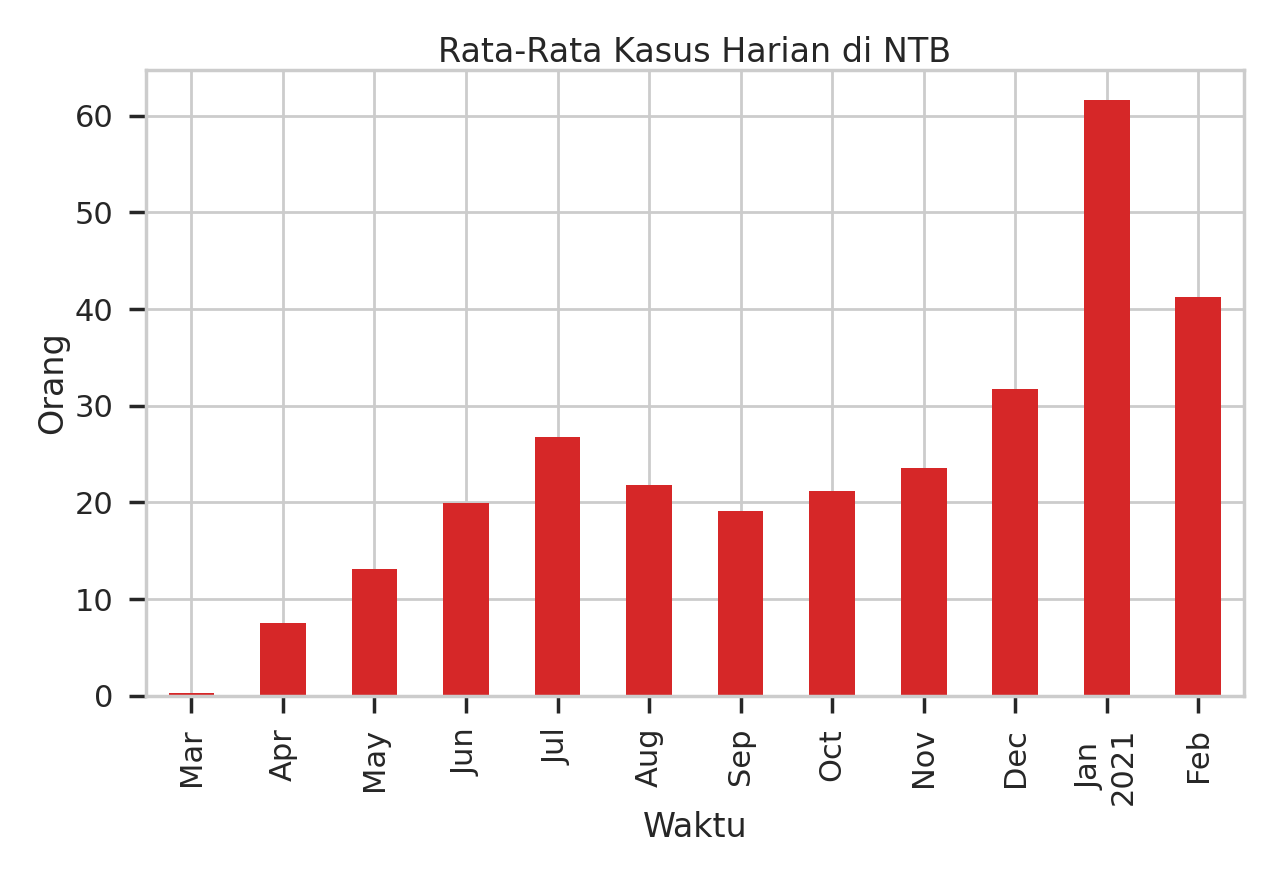 Rata-Rata Kasus Harian di NTB
60
50
40
30
20
10
0
Orang
Mar
Apr
May
Jun
Jul
Aug
Sep
Oct
Nov
Dec
Jan
2021
Feb
Waktu